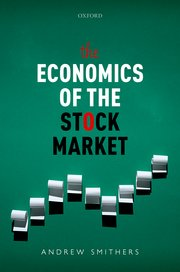 OXFORD
the
ECONOMICS
OF THE
STOCK
MARKET
ANDREW SMITHERS